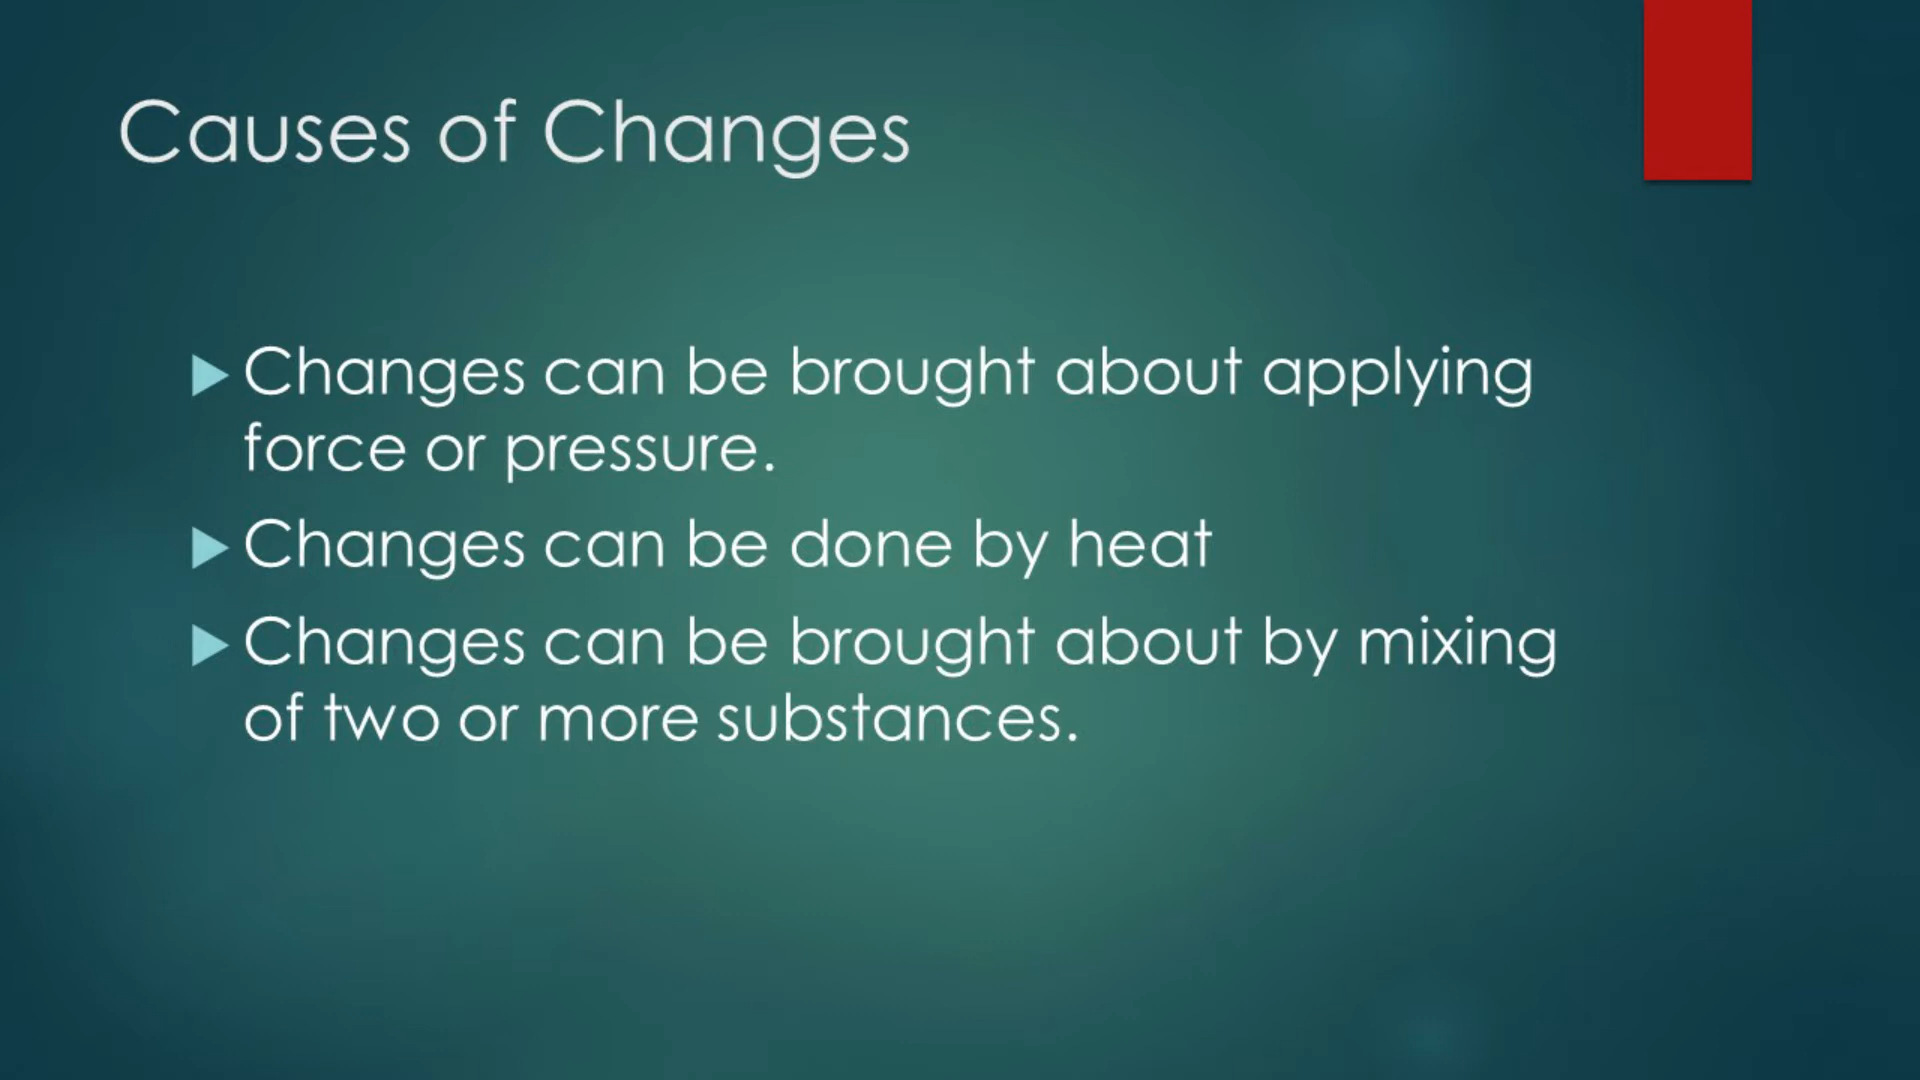 Causes of Changes
Changes can be brought about applying
force or pressure.
Changes can be done by heat
Changes can be brought about by mixing
of two or more substances.